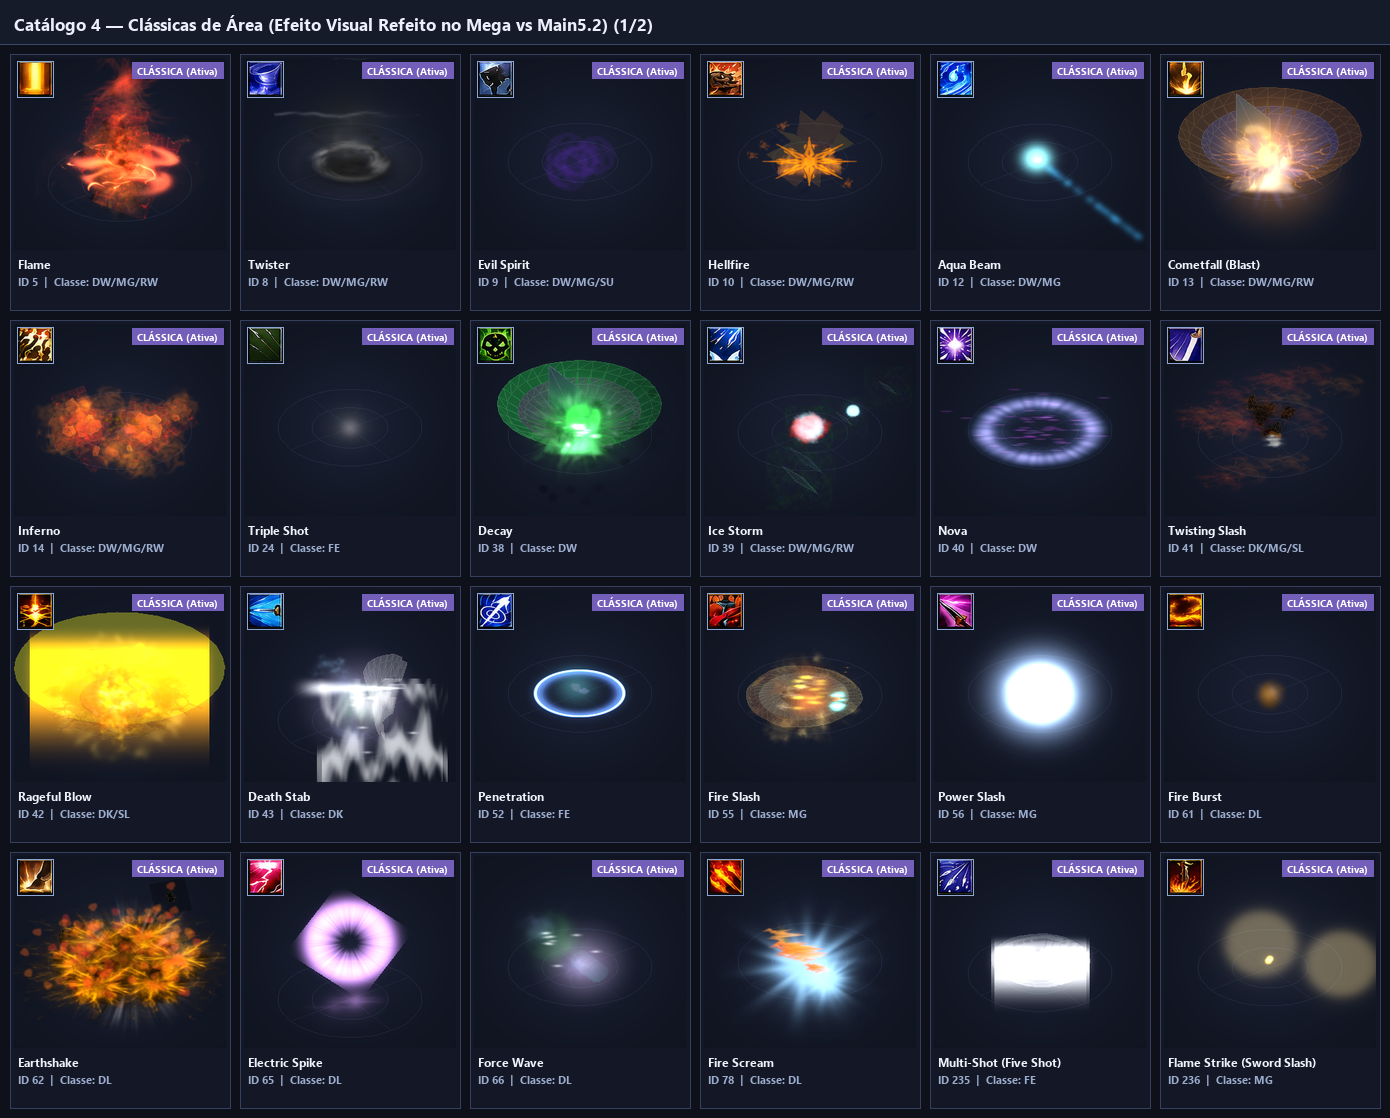 Catálogo 4 — Clássicas de Área (Efeito Visual Refeito no Mega vs Main5.2) (1/2)
CLÁSSICA (Ativa)
Flame
ID 5 | Classe: DW/MG/RW
CLÁSSICA (Ativa)
Twister
ID 8 | Classe: DW/MG/RW
CLÁSSICA (Ativa)
Evil Spirit
ID 9 | Classe: DW/MG/SU
CLÁSSICA (Ativa)
Hellfire
ID 10 | Classe: DW/MG/RW
CLÁSSICA (Ativa)
Aqua Beam
ID 12 | Classe: DW/MG
CLÁSSICA (Ativa)
Cometfall (Blast)
ID 13 | Classe: DW/MG/RW
CLÁSSICA (Ativa)
Inferno
ID 14 | Classe: DW/MG/RW
CLÁSSICA (Ativa)
Triple Shot
ID 24 | Classe: FE
CLÁSSICA (Ativa)
Decay
ID 38 | Classe: DW
CLÁSSICA (Ativa)
Ice Storm
ID 39 | Classe: DW/MG/RW
CLÁSSICA (Ativa)
Nova
ID 40 | Classe: DW
CLÁSSICA (Ativa)
Twisting Slash
ID 41 | Classe: DK/MG/SL
CLÁSSICA (Ativa)
Rageful Blow
ID 42 | Classe: DK/SL
CLÁSSICA (Ativa)
Death Stab
ID 43 | Classe: DK
CLÁSSICA (Ativa)
Penetration
ID 52 | Classe: FE
CLÁSSICA (Ativa)
Fire Slash
ID 55 | Classe: MG
CLÁSSICA (Ativa)
Power Slash
ID 56 | Classe: MG
CLÁSSICA (Ativa)
Fire Burst
ID 61 | Classe: DL
CLÁSSICA (Ativa)
Earthshake
ID 62 | Classe: DL
CLÁSSICA (Ativa)
Electric Spike
ID 65 | Classe: DL
CLÁSSICA (Ativa)
Force Wave
ID 66 | Classe: DL
CLÁSSICA (Ativa)
Fire Scream
ID 78 | Classe: DL
CLÁSSICA (Ativa)
Multi-Shot (Five Shot)
ID 235 | Classe: FE
CLÁSSICA (Ativa)
Flame Strike (Sword Slash)
ID 236 | Classe: MG